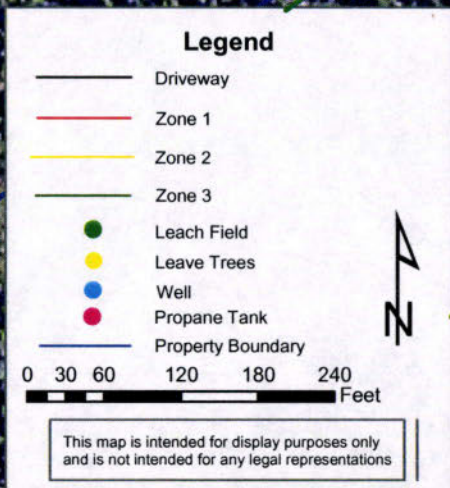 Legend
Driveway
Zone 1
Zone 2
Zone 3
Leach Field
Leave Trees
Well
Propane Tank
Property Boundary
N
0 30 60 120 180 240
Feet
This map is intended for display purposes only
and is not intended for any legal representations